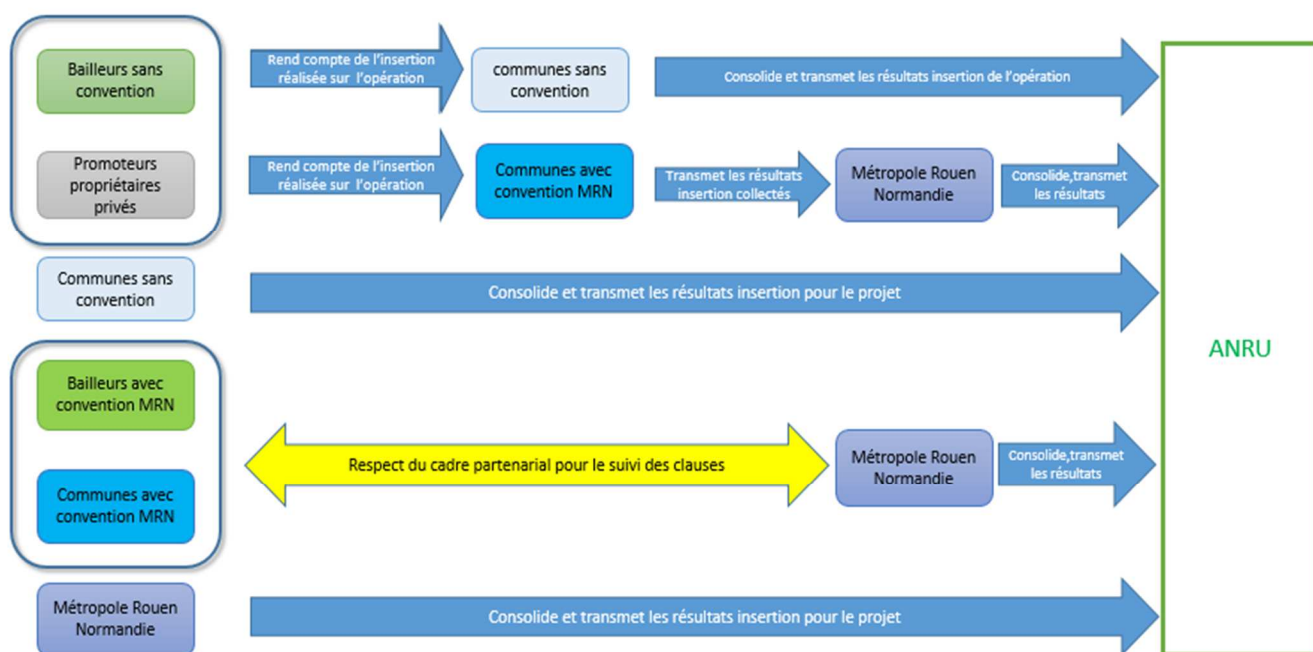 Bailleurs sans
convention
Rend compte de l'insertion
réalisée sur l'opération
communes sans
convention
Consolide et transmet les résultats insertion de l'opération
Promoteurs
propriétaires
privés
Rend compte de l'insertion
réalisée sur l'opération
Communes avec
convention MRN
Transmet les résultats
insertion collectés
Métropole Rouen
Normandie
Consolide,transmet
les résultats
Communes sans
convention
Consolide et transmet les résultats insertion pour le projet
ANRU
Bailleurs avec
convention MRN
Communes avec
convention MRN
Respect du cadre partenarial pour le suivi des clauses
Métropole Rouen
Normandie
Consolide,transmet
les résultats
Métropole Rouen
Normandie
Consolide et transmet les résultats insertion pour le projet